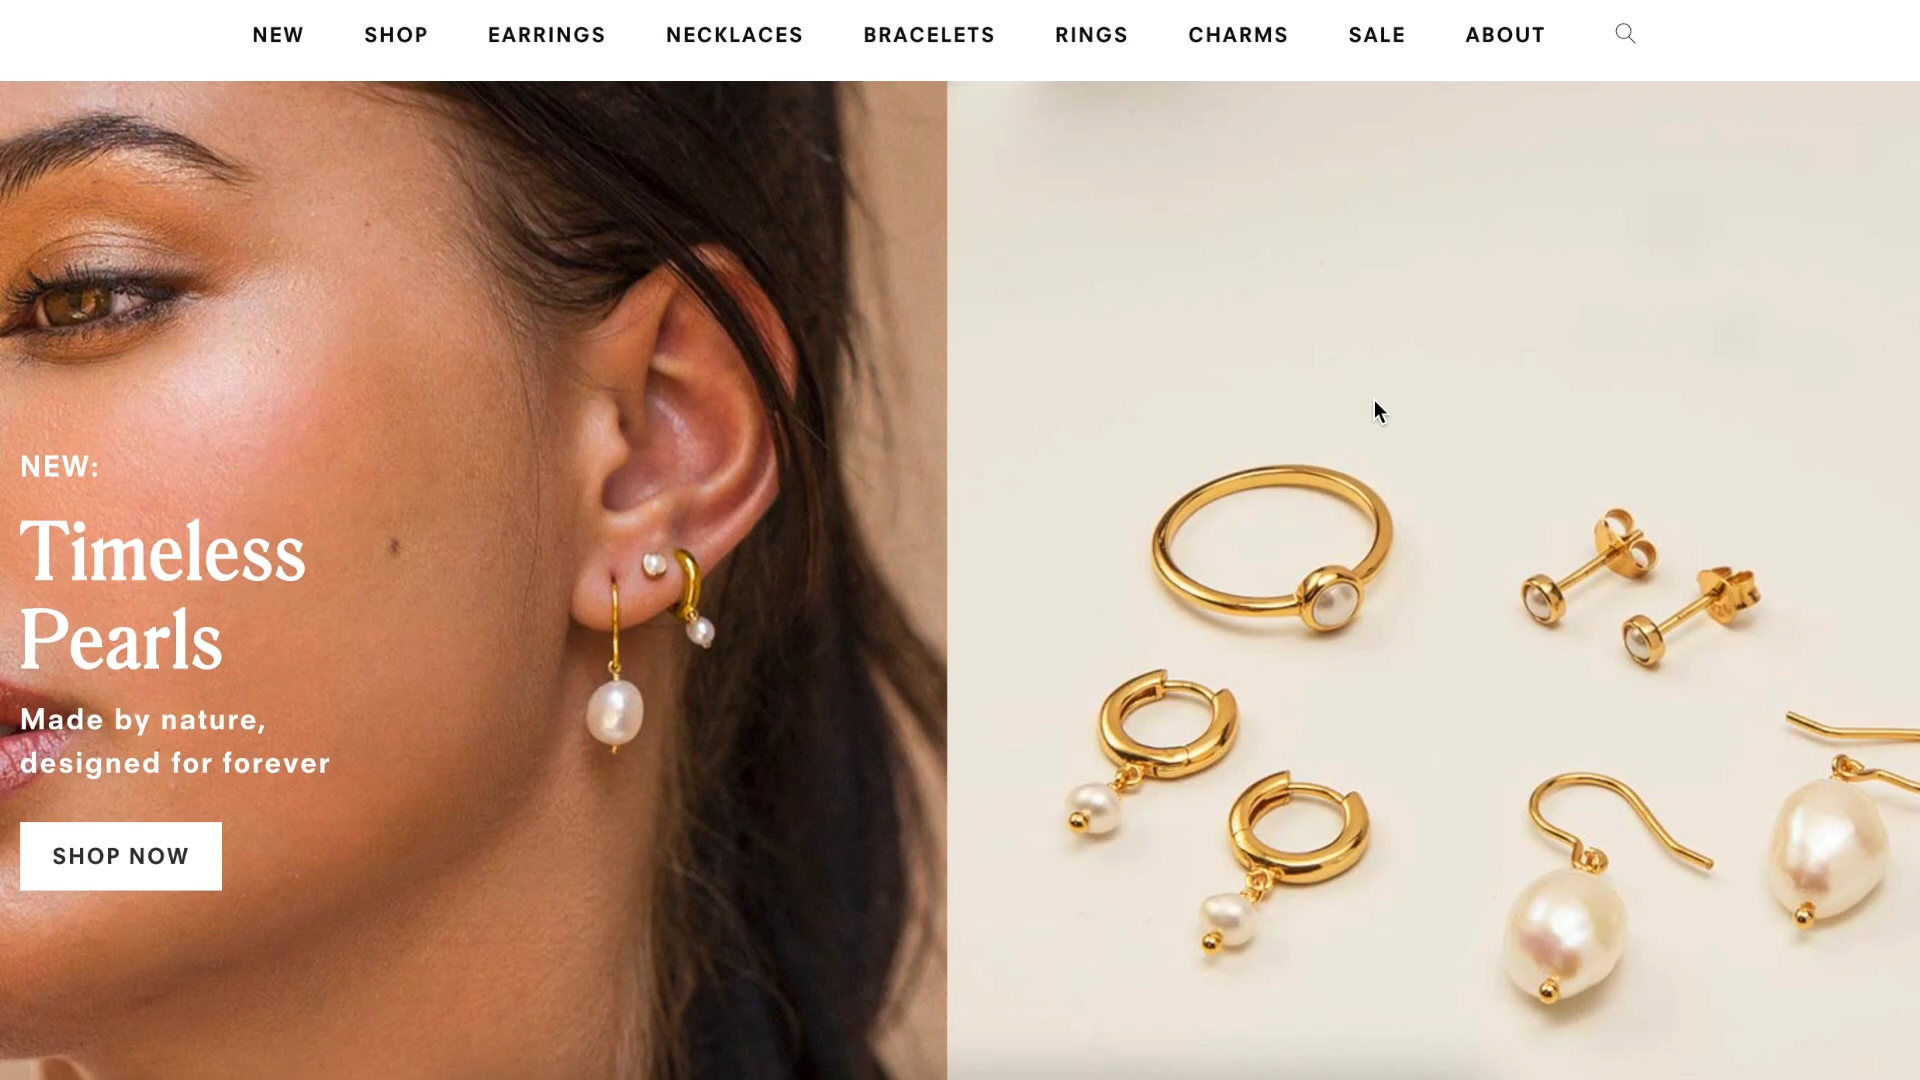 NEW SHOP EARRINGS NECKLACES BRACELETS RINGS CHARMS SALE ABOUT
NEW:
Timeless
Pearls
Made by nature,
designed for forever
SHOP NOW